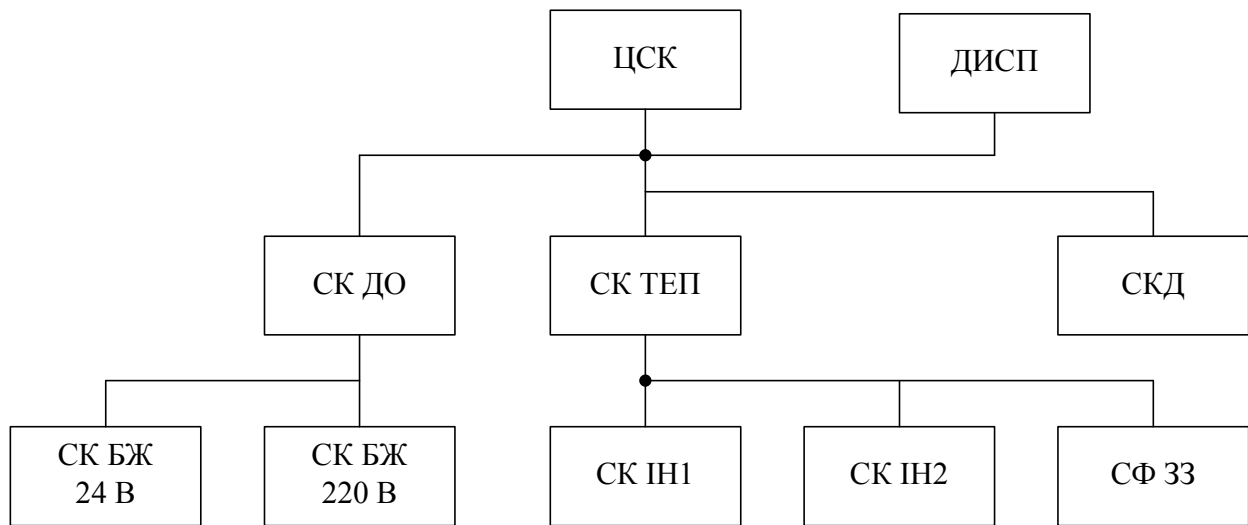 ЦСК
ДИСП
СК ДО
СК ТЕП
СКД
СК БЖ
24 В
СК БЖ
220 В
СК ІН1
СК ІН2
СФ ЗЗ